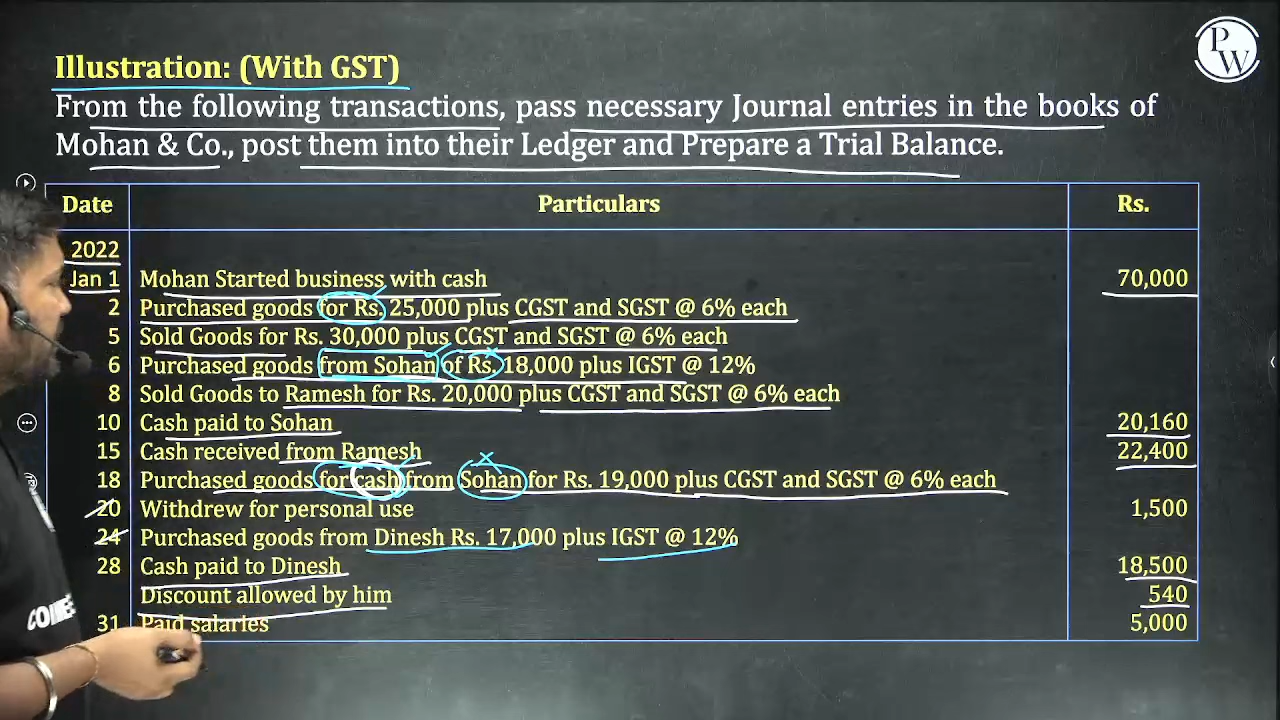 PW
Illustration: (With GST)
From the following transactions, pass necessary Journal entries in the books of
Mohan & Co., post them into their Ledger and Prepare a Trial Balance.
Date Particulars Rs.
2022
Jan 1 Mohan Started business with cash 70,000
2 Purchased goods for Rs. 25,000 plus CGST and SGST @ 6% each
5 Sold Goods for Rs. 30,000 plus CGST and SGST @ 6% each
6 Purchased goods from Sohan of Rs. 18,000 plus IGST @ 12%
8 Sold Goods to Ramesh for Rs. 20,000 plus CGST and SGST @ 6% each
10 Cash paid to Sohan 20,160
15 Cash received from Ramesh 22,400
18 Purchased goods for cash from Sohan for Rs. 19,000 plus CGST and SGST @ 6% each
20 Withdrew for personal use 1,500
24 Purchased goods from Dinesh Rs. 17,000 plus IGST @ 12%
28 Cash paid to Dinesh 18,500
Discount allowed by him 540
31 Paid salaries 5,000